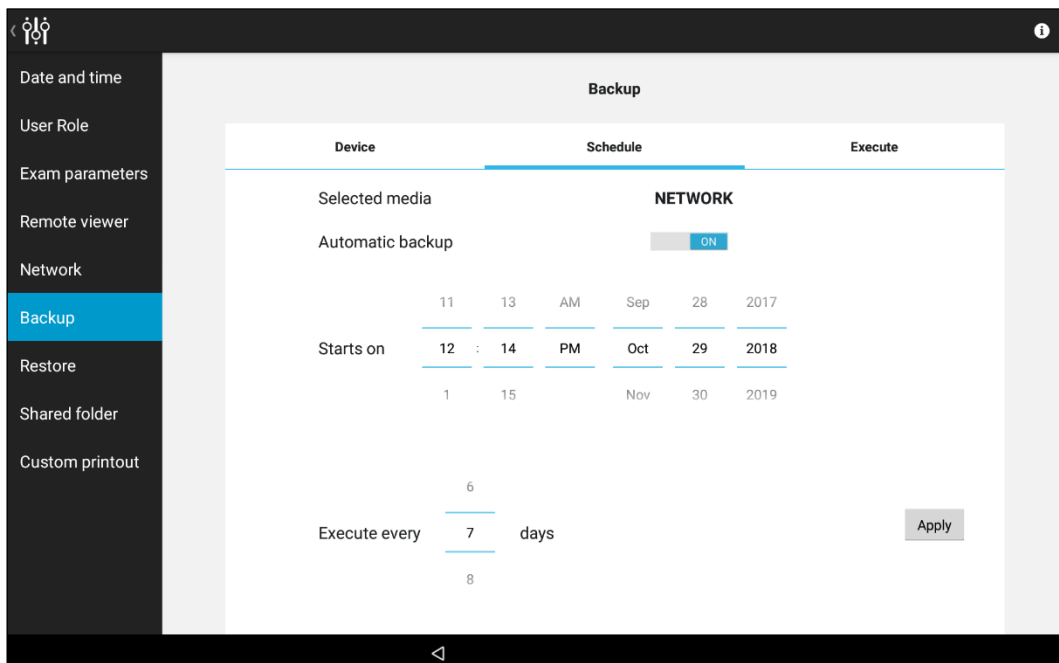 Date and time
User Role
Exam parameters
Remote viewer
Network
Backup
Restore
Shared folder
Custom printout
Backup
Device Schedule Execute
Selected media NETWORK
Automatic backup ON
11 13 AM Sep 28 2017
Starts on 12 : 14 PM Oct 29 2018
1 15 Nov 30 2019
6
Execute every 7 days
Apply
8